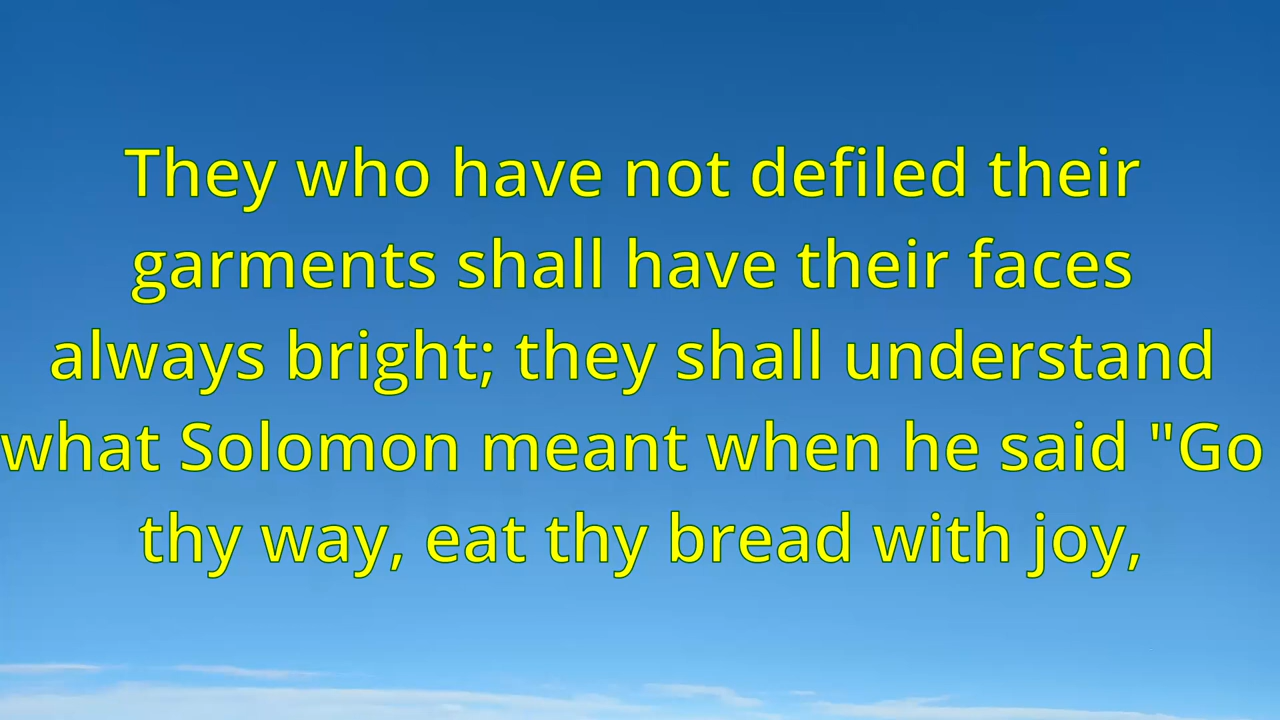 They who have not defiled their
garments shall have their faces
always bright; they shall understand
what Solomon meant when he said "Go
thy way, eat thy bread with joy,